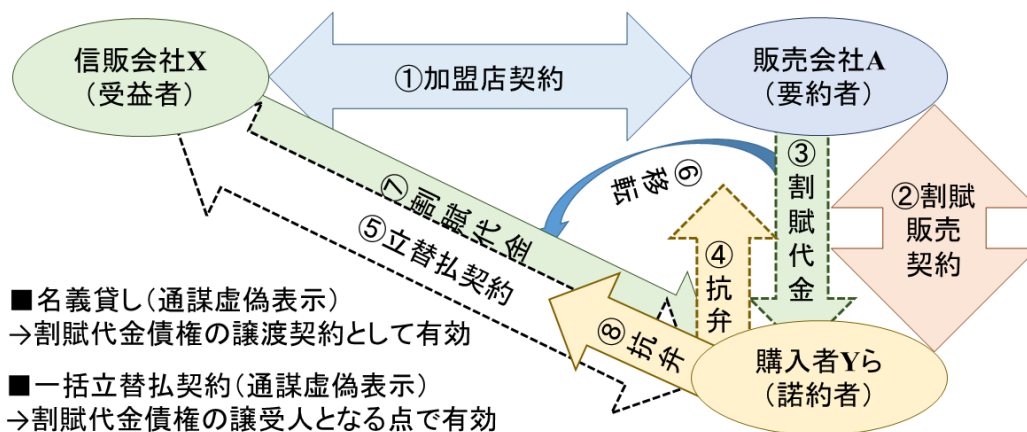 信販会社X
（受益者）
①加盟店契約
販売会社A
（要約者）
③割賦代金
②割賦
販売
契約
⑥移転
④抗弁
⑦割賦代金
⑤立替払契約
⑧抗弁
購入者Yら
（諾約者）
■名義貸し（通謀虚偽表示）
→割賦代金債権の譲渡契約として有効
■一括立替払契約（通謀虚偽表示）
→割賦代金債権の譲受人となる点で有効